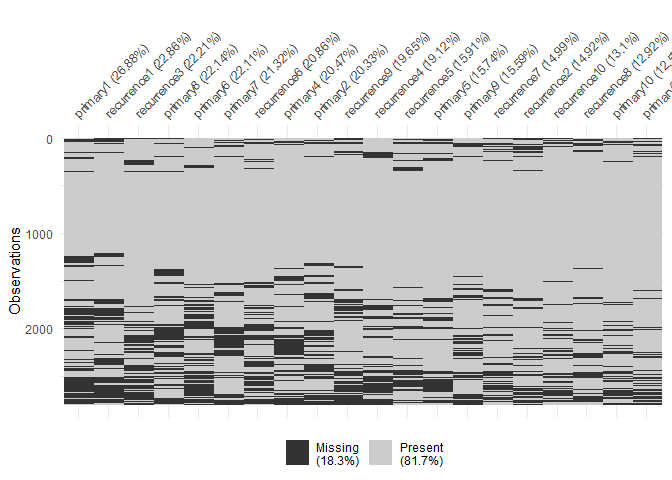 primary1 (26.88%)
recurrence1 (22.86%)
recurrence3 (22.21%)
primary8 (22.14%)
primary6 (22.11%)
primary7 (21.32%)
recurrence6 (20.86%)
primary4 (20.47%)
primary2 (20.33%)
recurrence9 (19.65%)
recurrence4 (19.12%)
recurrence5 (15.91%)
primary5 (15.74%)
primary9 (15.59%)
recurrence7 (14.99%)
recurrence2 (14.92%)
recurrence10 (13.1%)
recurrence8 (12.92%)
primary10 (12.
primar
0
1000
2000
Observations
Missing
(18.3%)
Present
(81.7%)